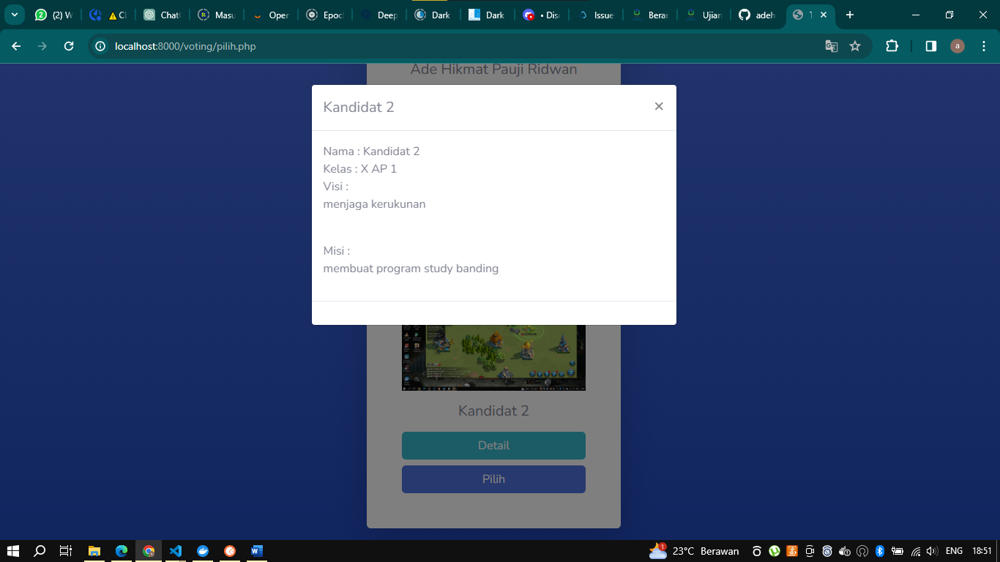 (2) W
Cl
Chat
Masu
Oper
Epoc
Deep
Dark
Dark
• Disc
Issue
Berar
Ujian
adeh
localhost:8000/voting/pilih.php
a
Ade Hikmat Pauji Ridwan
Kandidat 2
×
Nama : Kandidat 2
Kelas : X AP 1
Visi :
menjaga kerukunan
Misi :
membuat program study banding
Kandidat 2
Detail
Pilih
1
23°C Berawan
ENG
18:51